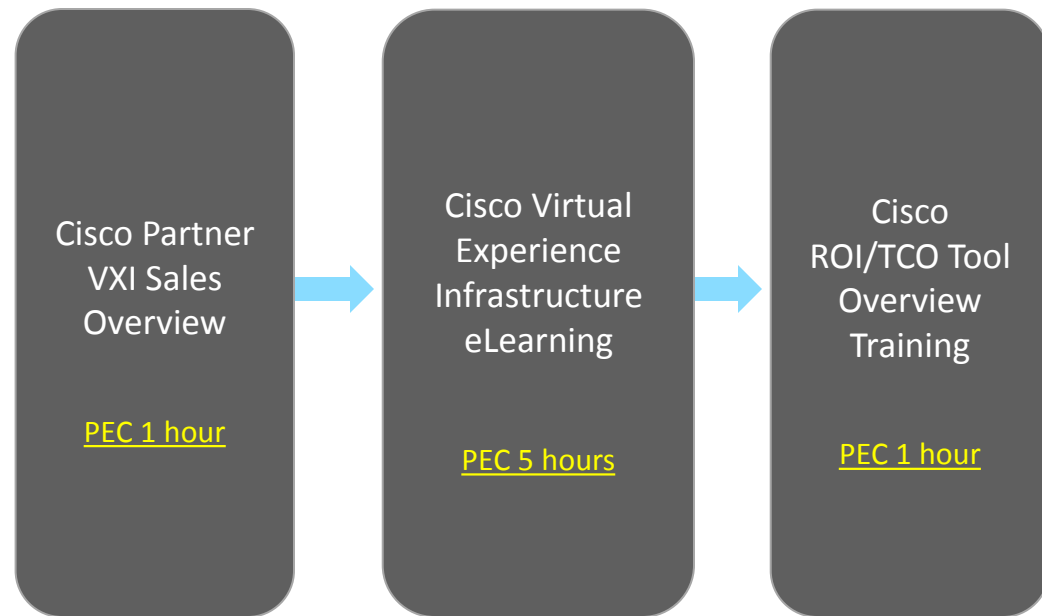 Cisco Partner
VXI Sales
Overview
PEC 1 hour
Cisco Virtual
Experience
Infrastructure
eLearning
PEC 5 hours
Cisco
ROI/TCO Tool
Overview
Training
PEC 1 hour